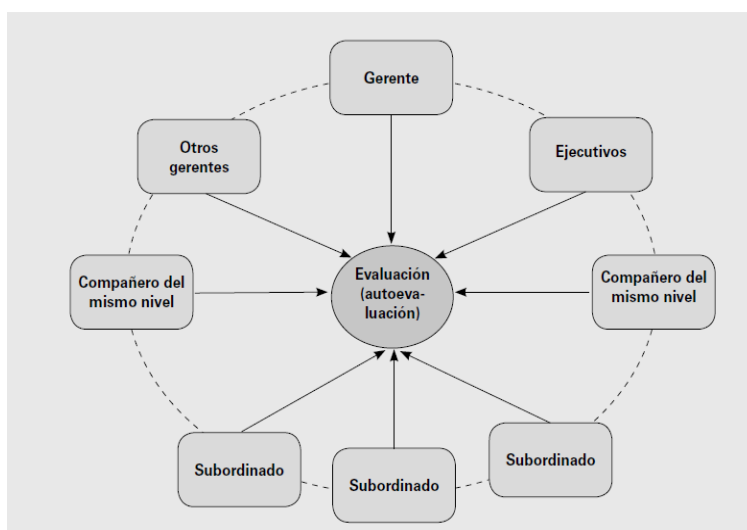 Gerente
Otros
gerentes
Ejecutivos
Compañero del
mismo nivel
Evaluación
(autoeva-
luación)
Compañero del
mismo nivel
Subordinado
Subordinado
Subordinado